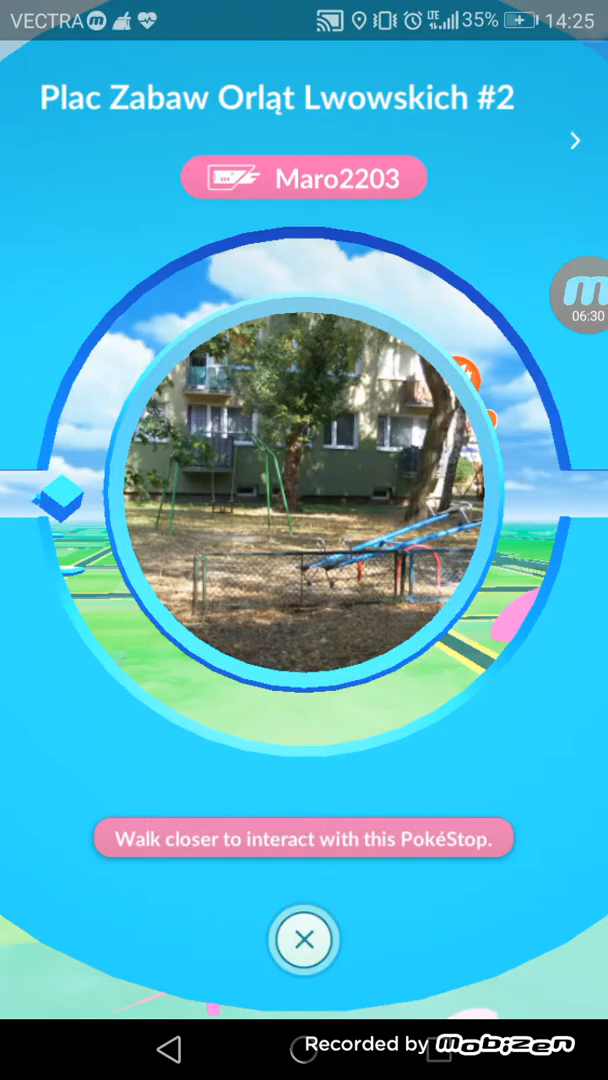 VECTRA LTE 35% 14:25
Plac Zabaw Orląt Lwowskich #2
Maro2203
06:30
Walk closer to interact with this PokéStop.
Recorded by Mobizen